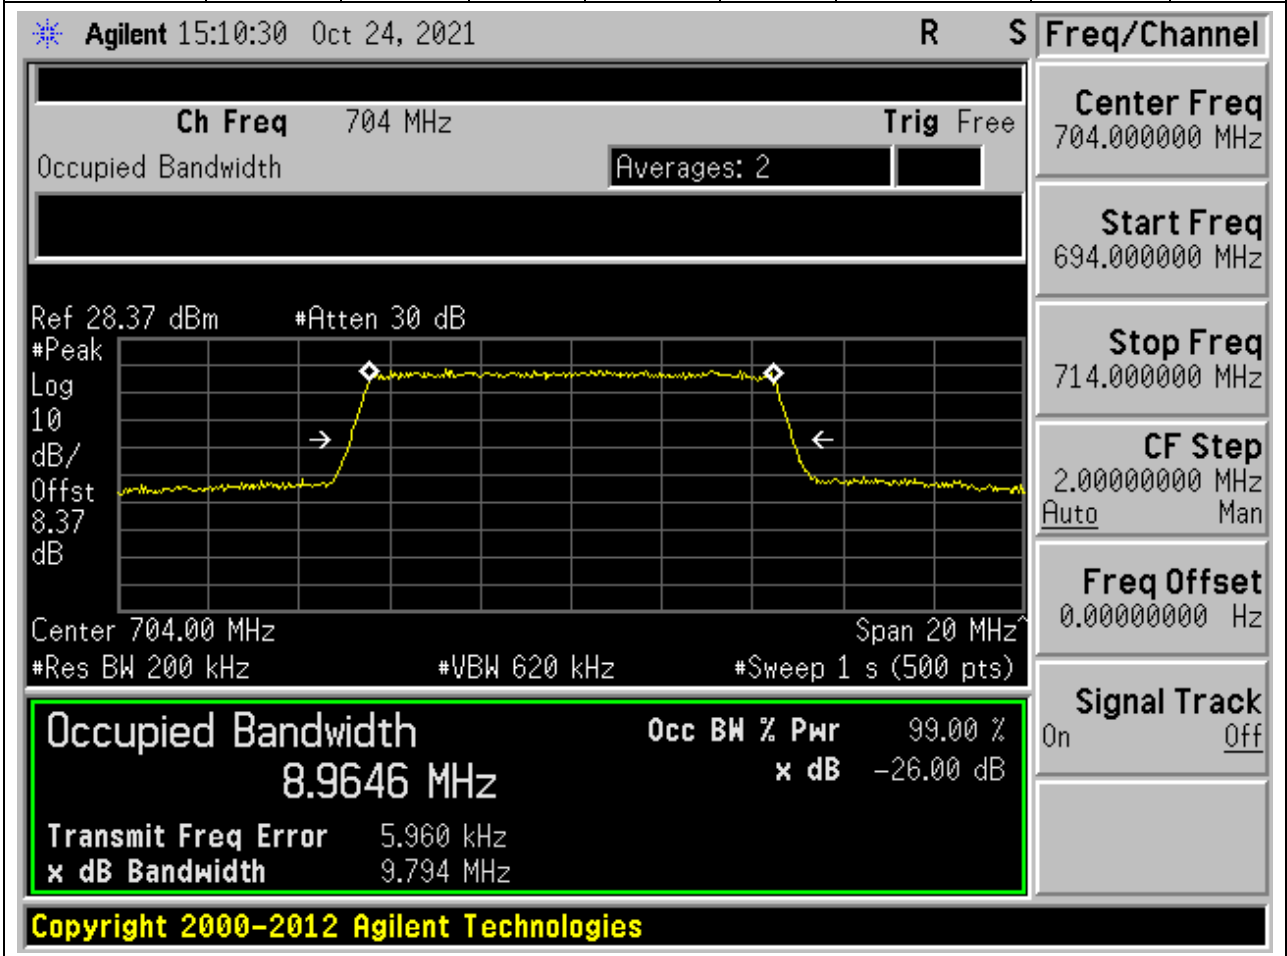 Agilent 15:10:30 Oct 24, 2021 R S
Freq/Channel
Ch Freq 704 MHz Trig Free
Occupied Bandwidth Averages: 2
Ref 28.37 dBm #Atten 30 dB
#Peak
Log
10
dB/
Offst
8.37
dB
Center 704.00 MHz Span 20 MHz^
#Res BW 200 kHz #VBW 620 kHz #Sweep 1 s (500 pts)
Occupied Bandwidth Occ BW % Pwr 99.00 %
8.9646 MHz x dB -26.00 dB
Transmit Freq Error 5.960 kHz
x dB Bandwidth 9.794 MHz
Copyright 2000-2012 Agilent Technologies
Center Freq
704.000000 MHz
Start Freq
694.000000 MHz
Stop Freq
714.000000 MHz
CF Step
2.00000000 MHz
Auto Man
Freq Offset
0.00000000 Hz
Signal Track
On Off